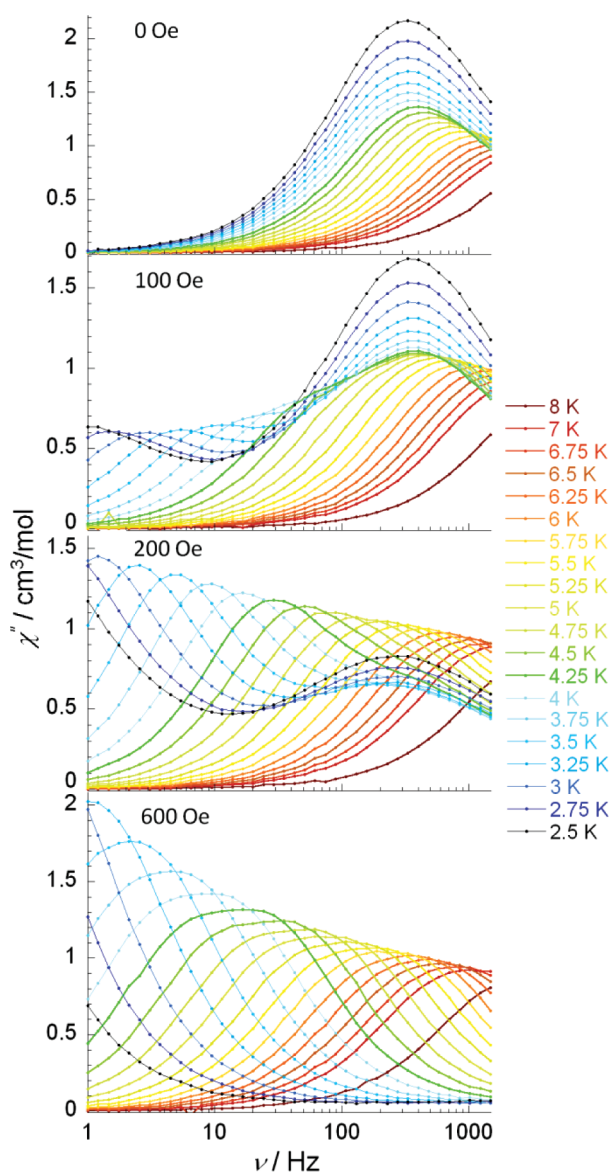 0 Oe
2
1.5
1
0.5
0
100 Oe
1.5
1
0.5
0
200 Oe
1.5
1
0.5
0
600 Oe
2
1.5
1
0.5
0
1 10 100 1000
ν / Hz
χ" / cm³/mol
8 K
7 K
6.75 K
6.5 K
6.25 K
6 K
5.75 K
5.5 K
5.25 K
5 K
4.75 K
4.5 K
4.25 K
4 K
3.75 K
3.5 K
3.25 K
3 K
2.75 K
2.5 K